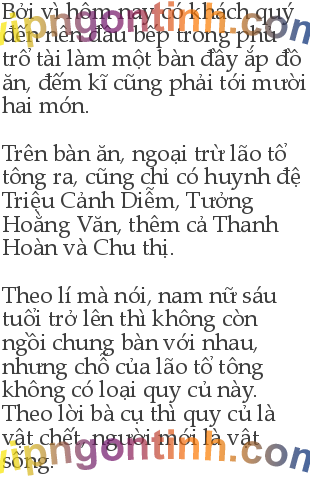 Bởi vì hôm nay có khách quý
đến nên đầu bếp trong phủ
trổ tài làm một bàn đầy ắp đồ
ăn, đếm kĩ cũng phải tới mười
hai món.
Trên bàn ăn, ngoại trừ lão tổ
tông ra, cũng chỉ có huynh đệ
Triệu Cảnh Diễm, Tưởng
Hoằng Văn, thêm cả Thanh
Hoàn và Chu thị.
Theo lí mà nói, nam nữ sáu
tuổi trở lên thì không còn
ngồi chung bàn với nhau,
nhưng chỗ của lão tổ tông
không có loại quy củ này.
Theo lời bà cụ thì quy củ là
vật chết, người mới là vật
sống.
vipngontinh.com
vipngontinh.com